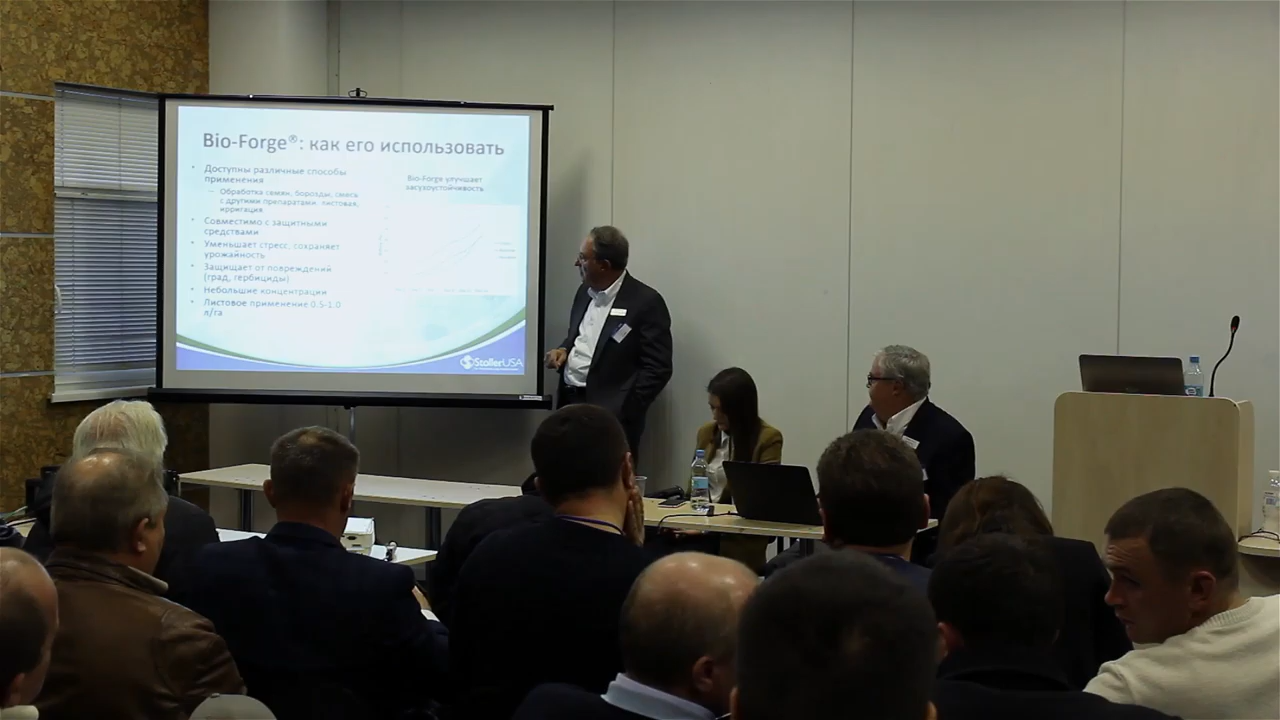 Bio-Forge®: как его использовать
Доступны различные способы
применения
Обработка семян, борозды, смесь
с другими препаратами, листовая,
ирригация
Совместимо с защитными
средствами
Уменьшает стресс, сохраняет
урожайность
Защищает от повреждений
(град, гербициды)
Небольшие концентрации
Листовое применение 0.5-1.0
л/га
Bio-Forge улучшает
засухоустойчивость
StollerUSA